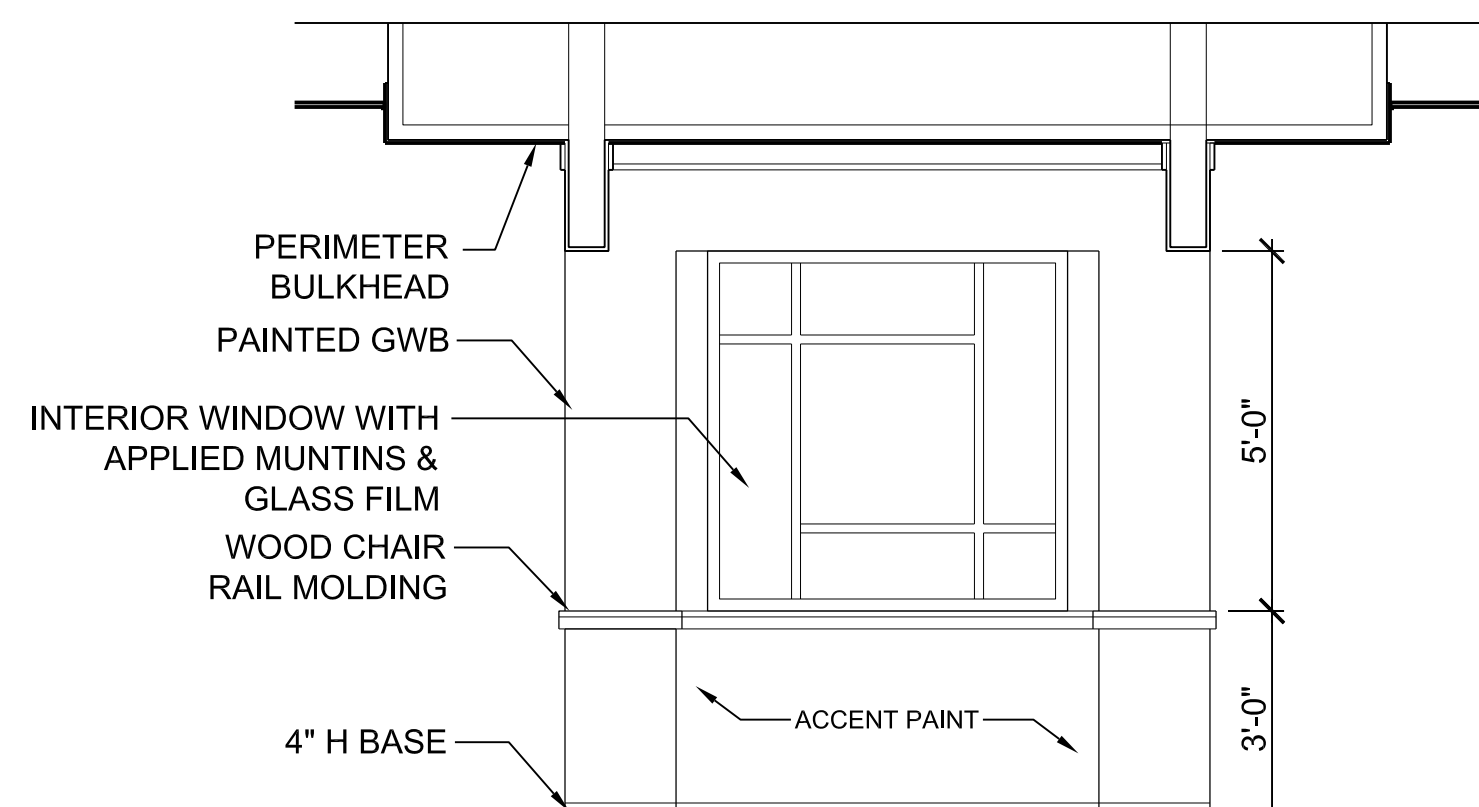 PERIMETER
BULKHEAD
PAINTED GWB
INTERIOR WINDOW WITH
APPLIED MUNTINS &
GLASS FILM
WOOD CHAIR
RAIL MOLDING
4" H BASE
ACCENT PAINT
5'-0"
3'-0"